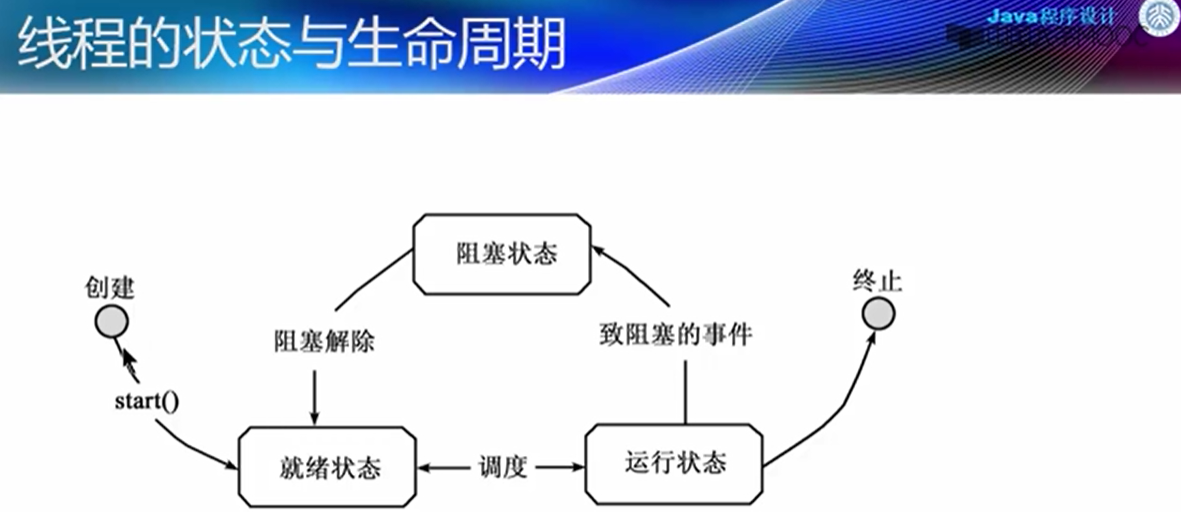 Java程序设计
线程的状态与生命周期
阻塞状态
创建
终止
阻塞解除
致阻塞的事件
start()
就绪状态
调度
运行状态